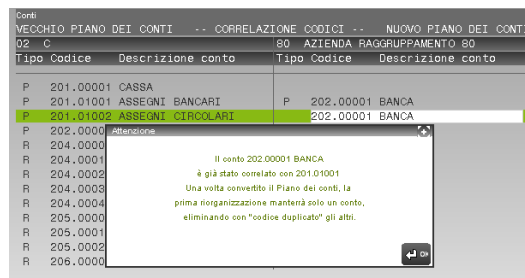 Conti
VECCHIO PIANO DEI CONTI -- CORRELAZIONE CODICI -- NUOVO PIANO DEI CONTI
02 C 80 AZIENDA RAGGRUPPAMENTO 80
Tipo Codice Descrizione conto Tipo Codice Descrizione conto
P 201.00001 CASSA
P 201.01001 ASSEGNI BANCARI P 202.00001 BANCA
P 201.01002 ASSEGNI CIRCOLARI 202.00001 BANCA
P 202.0000
Attenzione
R 204.0000
R 204.0001
R 204.0002
R 204.0003
R 204.0004
R 205.0000
R 205.0001
R 205.0002
R 206.0000
Il conto 202.00001 BANCA
è già stato correlato con 201.01001
Una volta convertito il Piano dei conti, la
prima riorganizzazione manterrà solo un conto,
eliminando con "codice duplicato" gli altri.